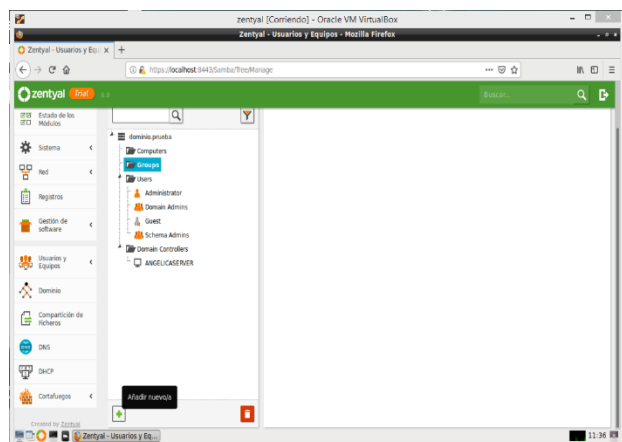 zentyal [Corriendo] - Oracle VM VirtualBox
Zentyal - Usuarios y Equipos - Mozilla Firefox
Zentyal - Usuarios y Equi
https://localhost:8443/Samba/Tree/Manage
zentyal Trial
Buscar...
Estado de los
Módulos
Sistema
Red
Registros
Gestión de
software
Usuarios y
Equipos
Dominio
Compartición de
ficheros
DNS
DHCP
Cortafuegos
Created by Zentyal
dominio.prueba
Computers
Groups
Users
Administrator
Domain Admins
Guest
Schema Admins
Domain Controllers
ANGELICASERVER
Añadir nuevo/a
Zentyal - Usuarios y Eq...
11:36